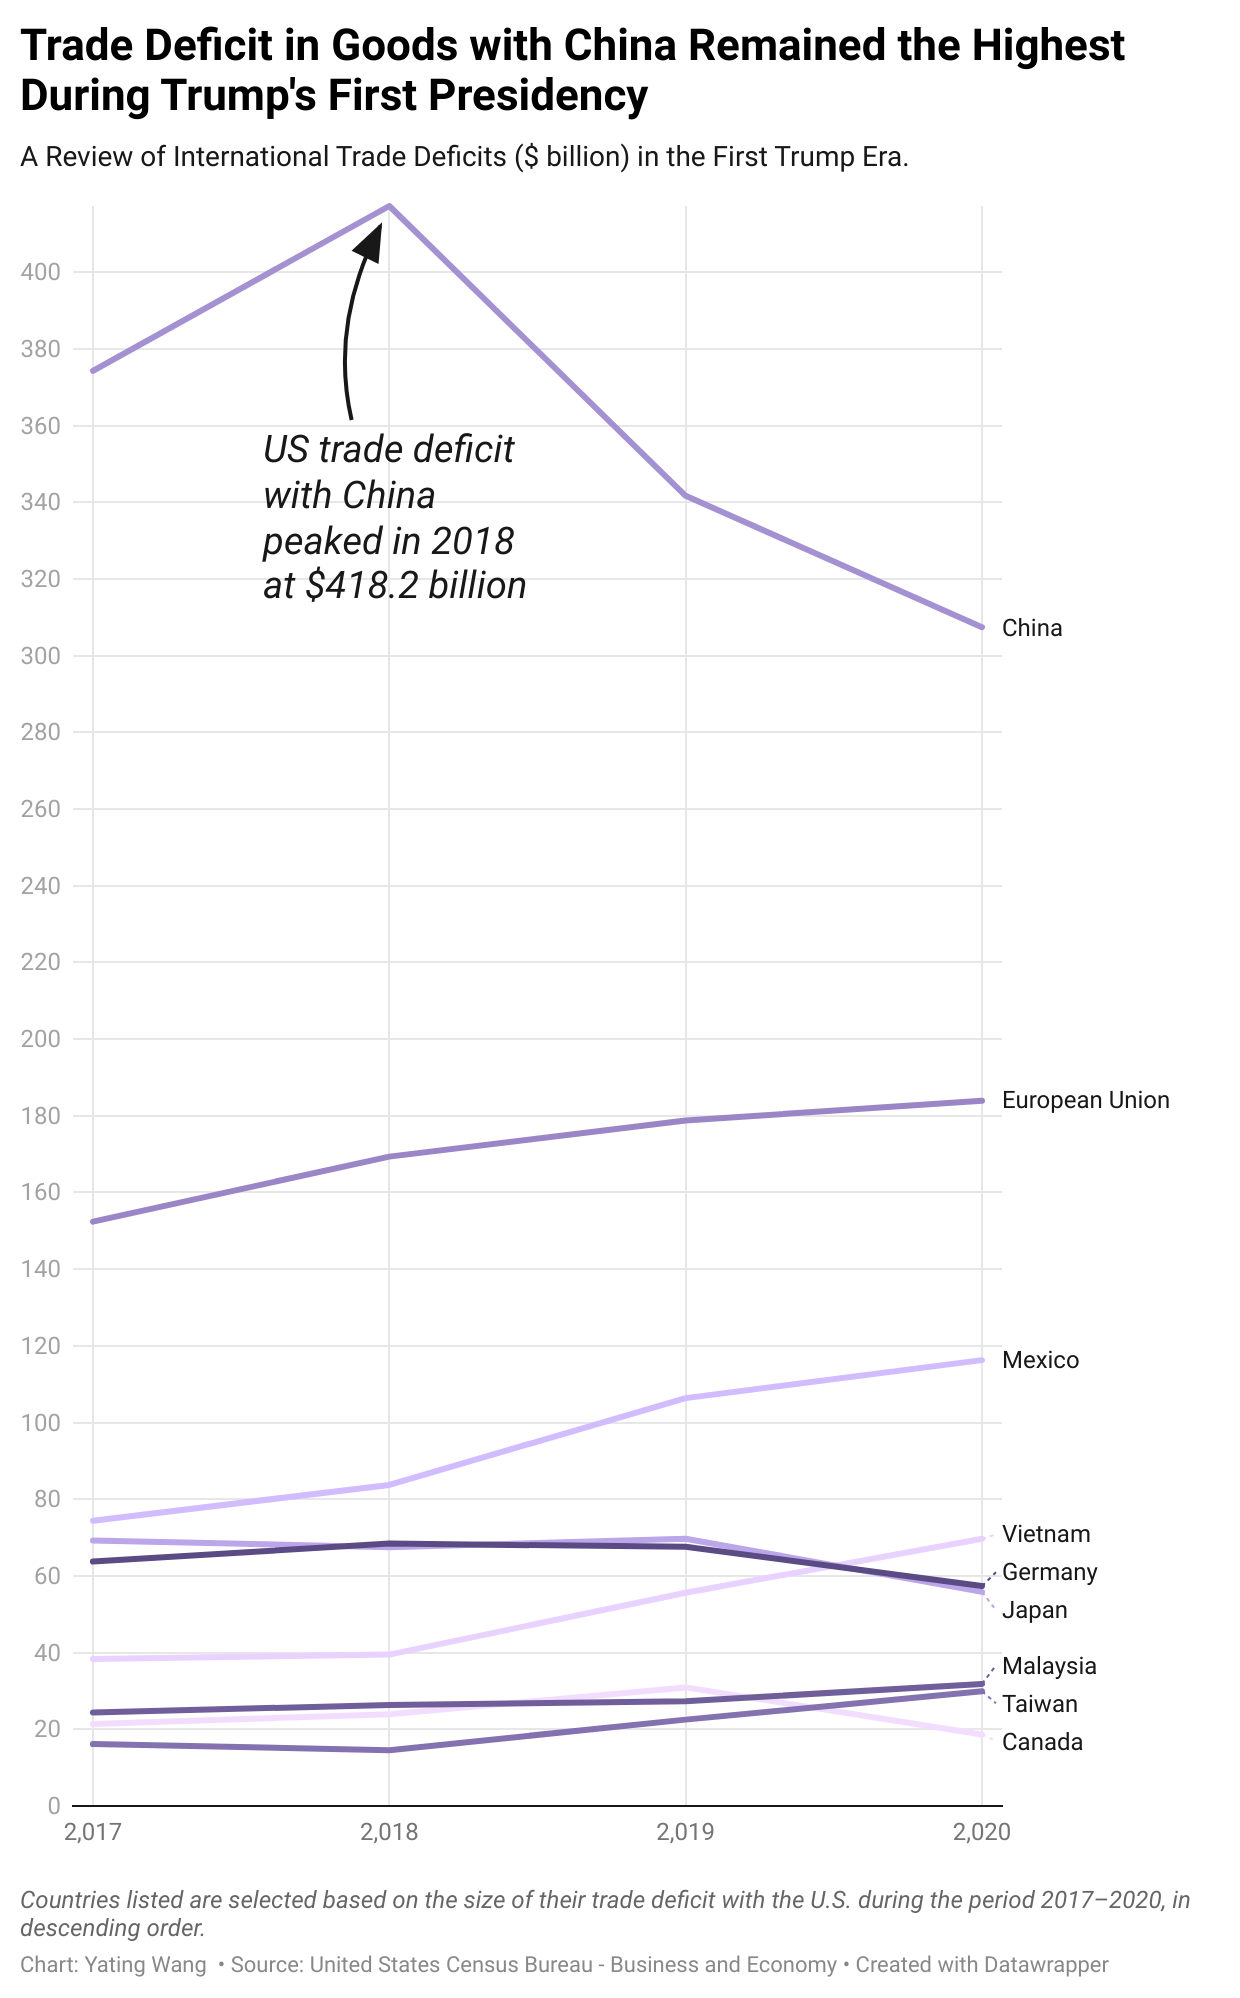 Trade Deficit in Goods with China Remained the Highest
During Trump's First Presidency
A Review of International Trade Deficits ($ billion) in the First Trump Era.
400
380
360
340
320
300
280
260
240
220
200
180
160
140
120
100
80
60
40
20
0
US trade deficit
with China
peaked in 2018
at $418.2 billion
China
European Union
Mexico
Vietnam
Germany
Japan
Malaysia
Taiwan
Canada
2,017 2,018 2,019 2,020
Countries listed are selected based on the size of their trade deficit with the U.S. during the period 2017–2020, in
descending order.
Chart: Yating Wang • Source: United States Census Bureau - Business and Economy • Created with Datawrapper